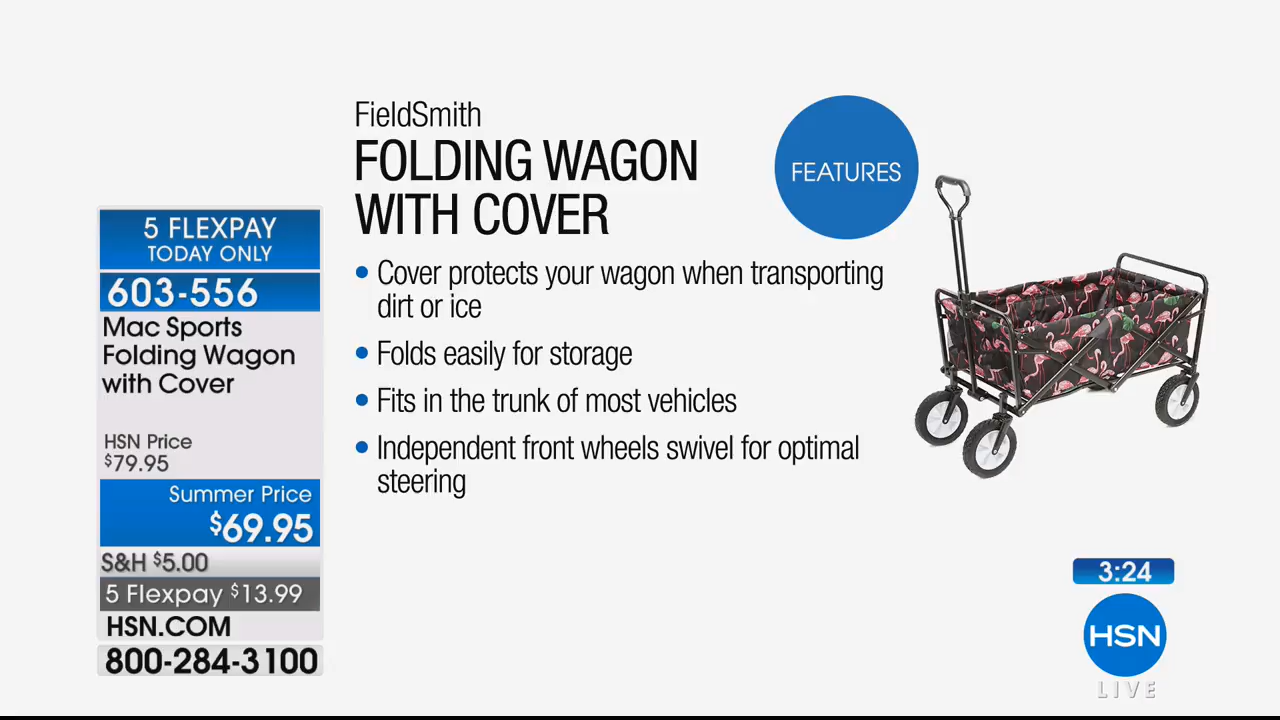 FieldSmith
FOLDING WAGON
WITH COVER
FEATURES
• Cover protects your wagon when transporting
dirt or ice
• Folds easily for storage
• Fits in the trunk of most vehicles
• Independent front wheels swivel for optimal
steering
5 FLEXPAY
TODAY ONLY
603-556
Mac Sports
Folding Wagon
with Cover
HSN Price
$79.95
Summer Price
$69.95
S&H $5.00
5 Flexpay $13.99
HSN.COM
800-284-3100
3:24
HSN
LIVE